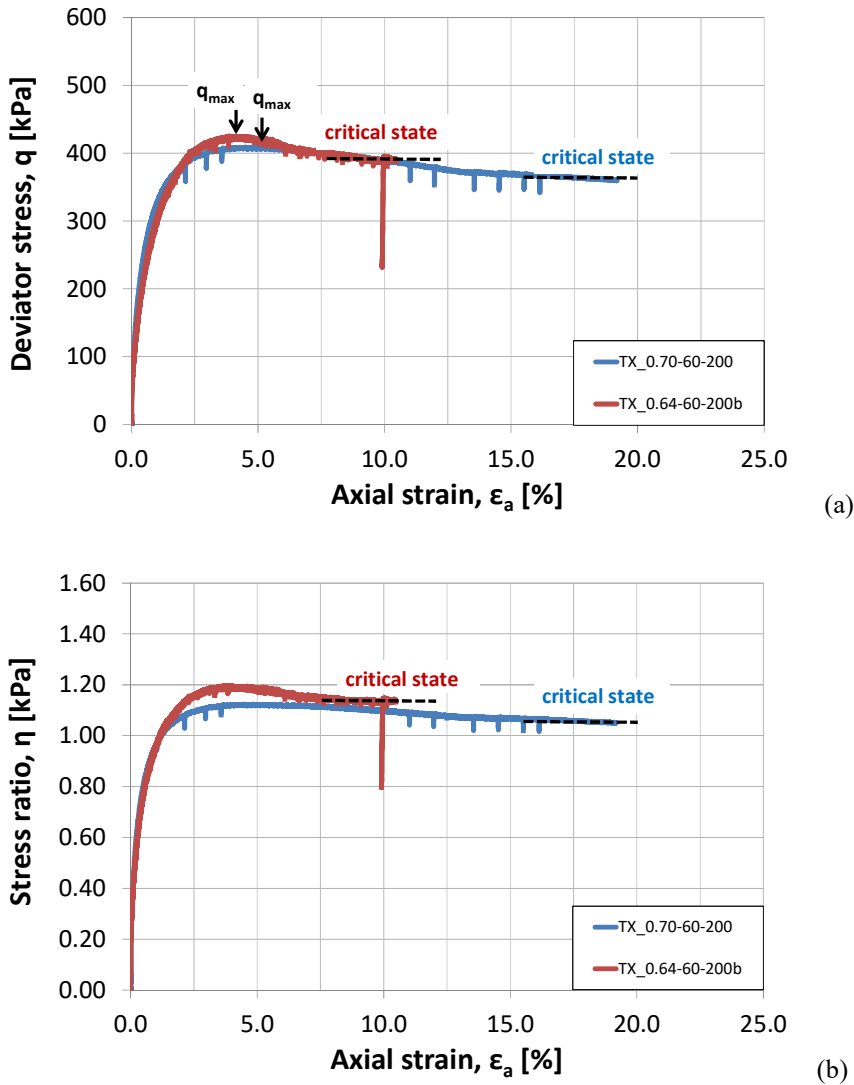 600
500
400
300
200
100
0
Deviator stress, q [kPa]
q_max
q_max
critical state
critical state
TX_0.70-60-200
TX_0.64-60-200b
0.0 5.0 10.0 15.0 20.0 25.0
Axial strain, ε_a [%]
(a)
1.60
1.40
1.20
1.00
0.80
0.60
0.40
0.20
0.00
Stress ratio, η [kPa]
critical state
critical state
TX_0.70-60-200
TX_0.64-60-200b
0.0 5.0 10.0 15.0 20.0 25.0
Axial strain, ε_a [%]
(b)